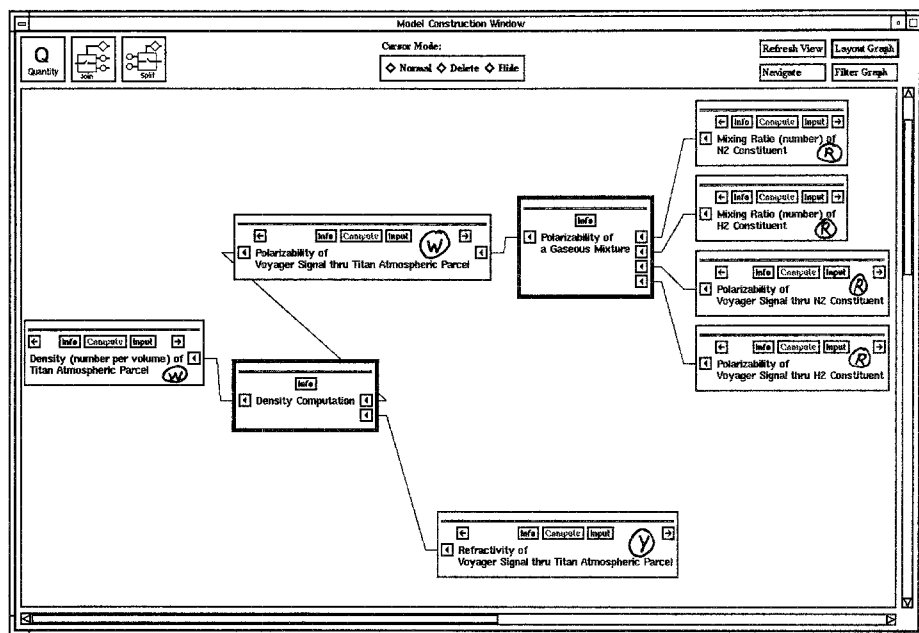 Model Construction Window
Q
Quantity
Join
Split
Cursor Mode:
Normal Delete Hide
Refresh View Layout Graph
Navigate Filter Graph
Info Compute Input
Mixing Ratio (number) of
N2 Constituent
R
Info Compute Input
Mixing Ratio (number) of
H2 Constituent
R
Info Compute Input
W
Polarizability of
Voyager Signal thru Titan Atmospheric Parcel
Info
Polarizability of
a Gaseous Mixture
Info Compute Input
R
Polarizability of
Voyager Signal thru N2 Constituent
Info Compute Input
R
Polarizability of
Voyager Signal thru H2 Constituent
Info Compute Input
Density (number per volume) of
Titan Atmospheric Parcel
W
Info
Density Computation
Info Compute Input
Y
Refractivity of
Voyager Signal thru Titan Atmospheric Parcel